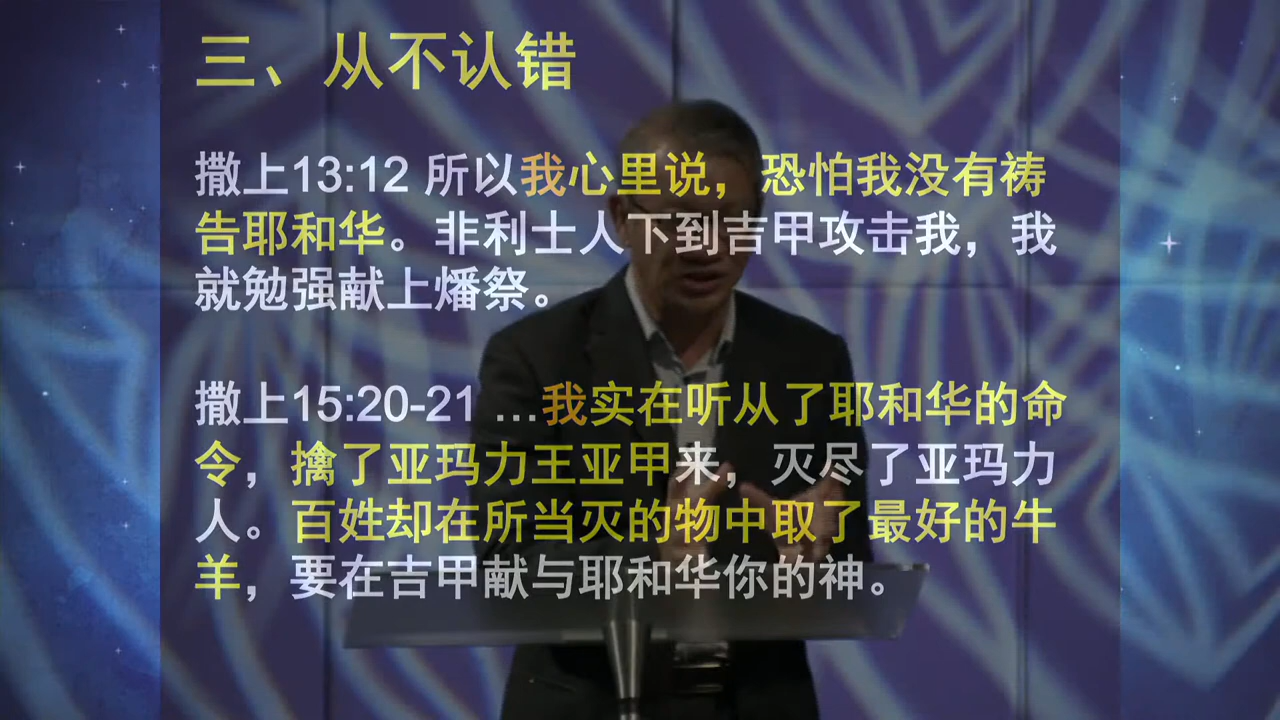 三、从不认错
撒上13:12 所以我心里说，恐怕我没有祷
告耶和华。非利士人下到吉甲攻击我，我
就勉强献上燔祭。
撒上15:20-21 …我实在听从了耶和华的命
令，擒了亚玛力王亚甲来，灭尽了亚玛力
人。百姓却在所当灭的物中取了最好的牛
羊，要在吉甲献与耶和华你的神。